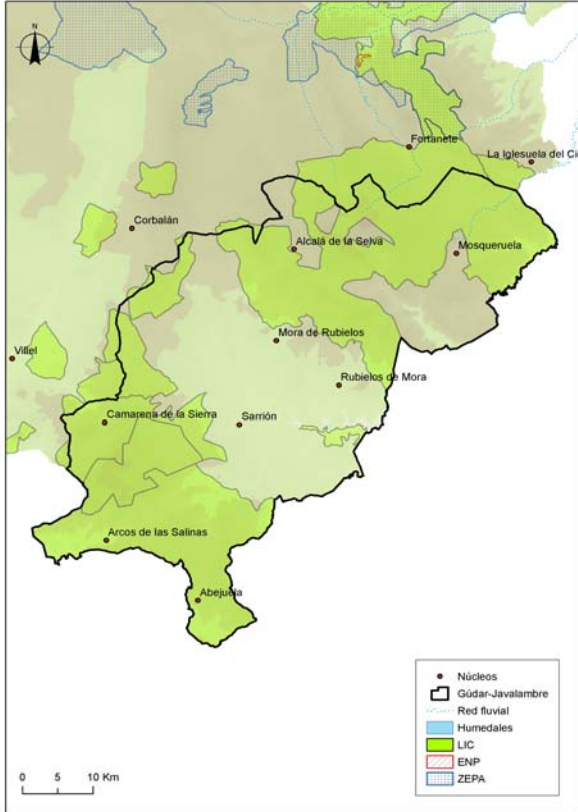 N
Fortanete
La Iglesuela del Ci
Corbalán
Alcalá de la Selva
Mosqueruela
Mora de Rubielos
Villel
Rubielos de Mora
Camarena de la Sierra
Sarrión
Arcos de las Salinas
Abejuela
Núcleos
Gúdar-Javalambre
Red fluvial
Humedales
LIC
ENP
ZEPA
0 5 10 Km